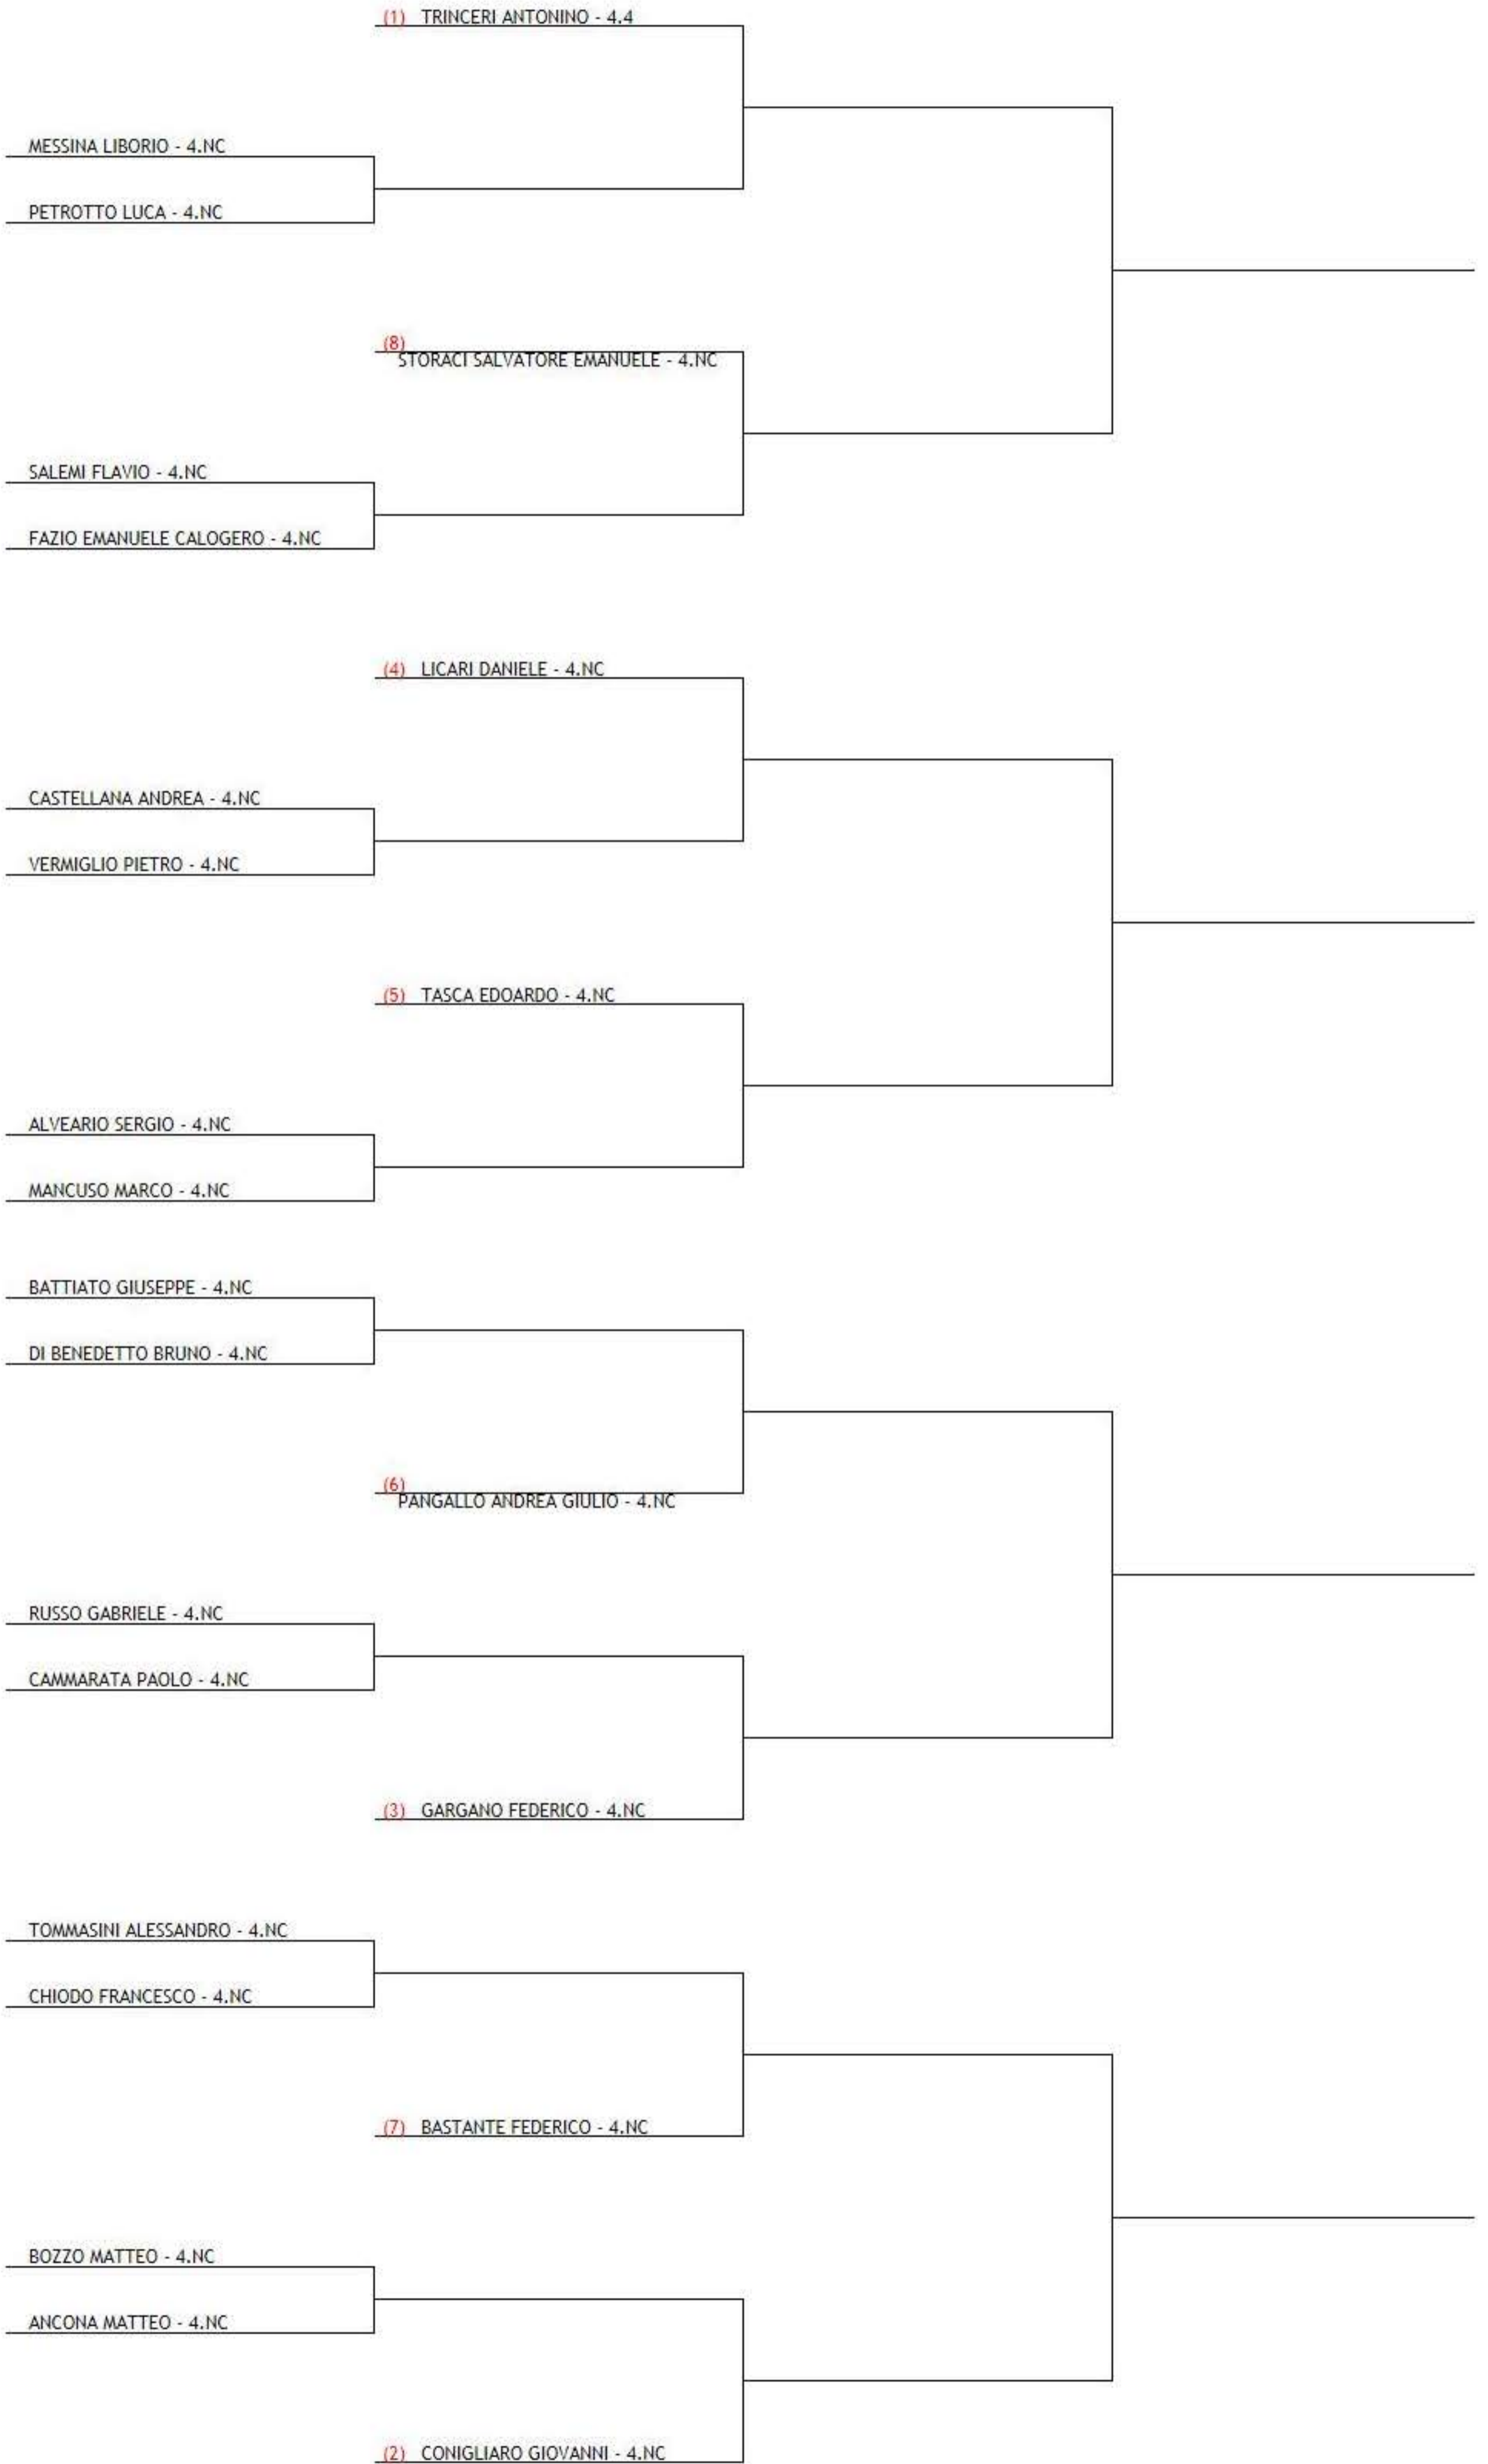 (1) TRINCERI ANTONINO - 4.4
MESSINA LIBORIO - 4.NC
PETROTTO LUCA - 4.NC
(8)
STORACI SALVATORE EMANUELE - 4.NC
SALEMI FLAVIO - 4.NC
FAZIO EMANUELE CALOGERO - 4.NC
(4) LICARI DANIELE - 4.NC
CASTELLANA ANDREA - 4.NC
VERMIGLIO PIETRO - 4.NC
(5) TASCA EDOARDO - 4.NC
ALVEARIO SERGIO - 4.NC
MANCUSO MARCO - 4.NC
BATTIATO GIUSEPPE - 4.NC
DI BENEDETTO BRUNO - 4.NC
(6)
PANGALLO ANDREA GIULIO - 4.NC
RUSSO GABRIELE - 4.NC
CAMMARATA PAOLO - 4.NC
(3) GARGANO FEDERICO - 4.NC
TOMMASINI ALESSANDRO - 4.NC
CHIODO FRANCESCO - 4.NC
(7) BASTANTE FEDERICO - 4.NC
BOZZO MATTEO - 4.NC
ANCONA MATTEO - 4.NC
(2) CONIGLIARO GIOVANNI - 4.NC